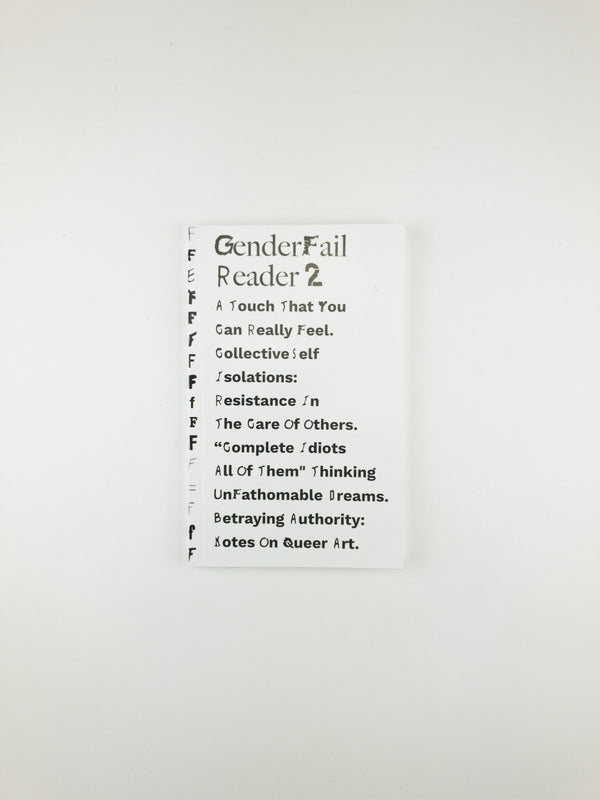 GenderFail
Reader 2
A Touch That You
Can Really Feel.
Collective Self
Isolations:
Resistance In
The Care Of Others.
“Complete Idiots
All Of Them" Thinking
UnFathomable Dreams.
Betraying Authority:
Notes On Queer Art.
F
F
E
F
F
F
F
F
f
F
F
F
=
F
f
F